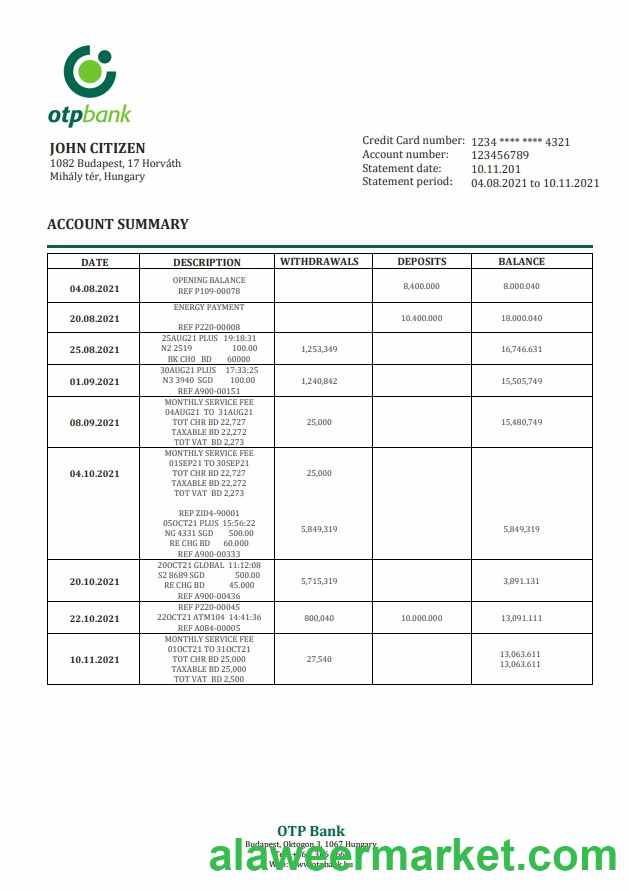 otpbank
JOHN CITIZEN
1082 Budapest, 17 Horváth
Mihály tér, Hungary
Credit Card number: 1234 **** **** 4321
Account number: 123456789
Statement date: 10.11.201
Statement period: 04.08.2021 to 10.11.2021
ACCOUNT SUMMARY
DATE DESCRIPTION WITHDRAWALS DEPOSITS BALANCE
OPENING BALANCE
04.08.2021 REF P109-00078 8,400.000 8.000.040
ENERGY PAYMENT
20.08.2021 10.400.000 18.000.040
REF P220-00008
25AUG21 PLUS 19:18:31
25.08.2021 N2 2519 100.00 1,253,349 16,746.631
BK CH0 BD 60000
30AUG21 PLUS 17:33:25
01.09.2021 N3 3940 SGD 100.00 1,240,842 15,505,749
REF A900-00151
MONTHLY SERVICE FEE
04AUG21 TO 31AUG21
08.09.2021 TOT CHR BD 22,727 25,000 15,480,749
TAXABLE BD 22,272
TOT VAT BD 2,273
MONTHLY SERVICE FEE
01SEP21 TO 30SEP21
04.10.2021 TOT CHR BD 22,727 25,000
TAXABLE BD 22,272
TOT VAT BD 2,273
REP ZID4-90001
05OCT21 PLUS 15:56:22
NG 4331 SGD 500.00 5,849,319 5,849,319
RE CHG BD 60.000
REF A900-00333
20OCT21 GLOBAL 11:12:08
20.10.2021 S2 8689 SGD 500.00 5,715,319 3,891.131
RE CHG BD 45.000
REF A900-00436
REF P220-00045
22.10.2021 22OCT21 ATM104 14:41:36 800,040 10.000.000 13,091.111
REF A084-00005
MONTHLY SERVICE FEE
01OCT21 TO 31OCT21 13,063.611
10.11.2021 TOT CHR BD 25,000 27,540 13,063.611
TAXABLE BD 25,000
TOT VAT BD 2,500
OTP Bank
Budapest, Oktogon 3, 1067 Hungary
alaweermarket.com